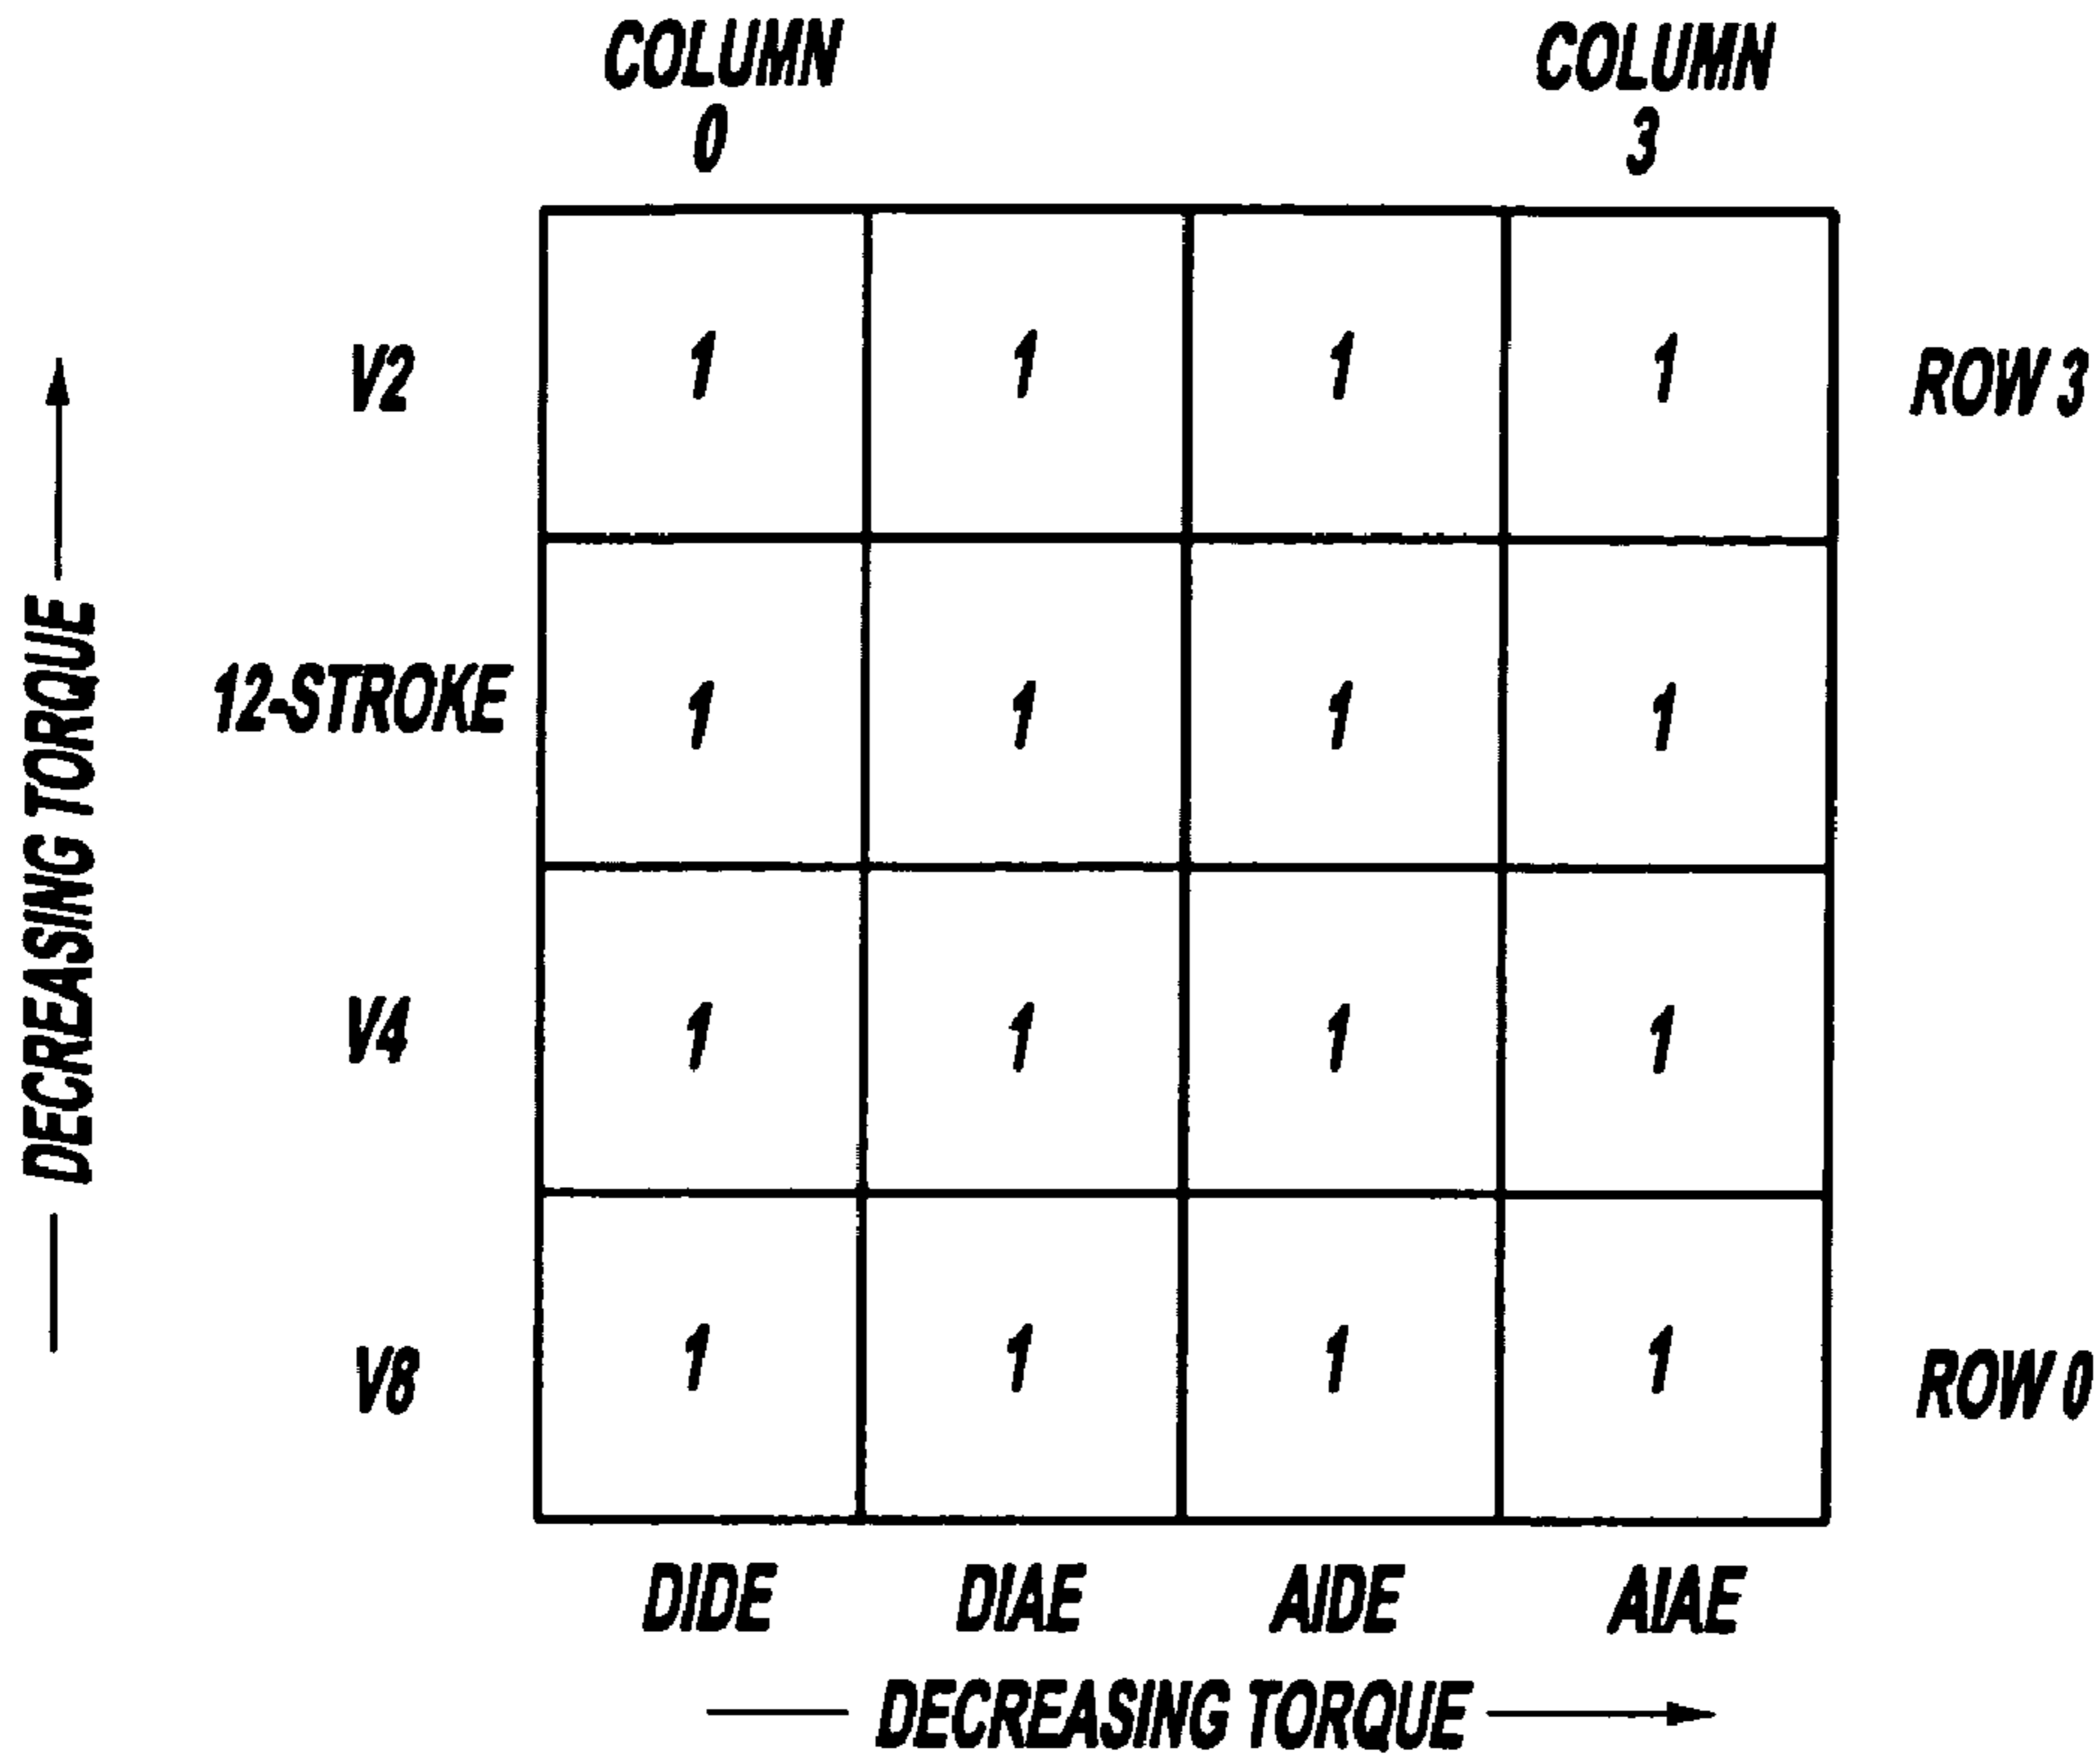 COLUMN COLUMN
0 3
V2 1 1 1 1 ROW 3
12-STROKE 1 1 1 1
V4 1 1 1 1
V8 1 1 1 1 ROW 0
DECREASING TORQUE
DIDE DIAE AIDE AIAE
DECREASING TORQUE